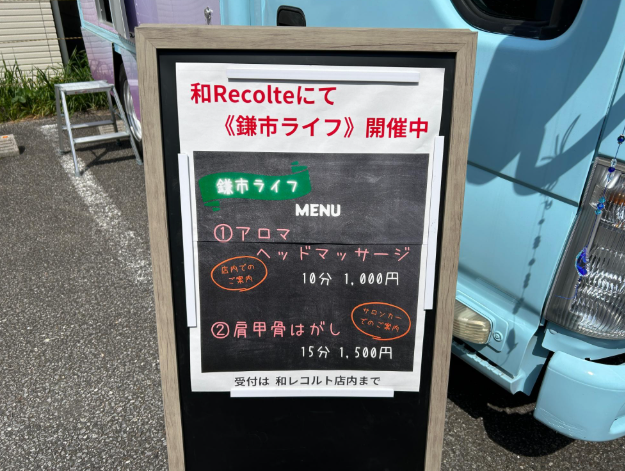 和Recolteにて
《鎌市ライフ》開催中
鎌市ライフ
MENU
①アロマ
ヘッドマッサージ
店内での
ご案内
10分 1,000円
②肩甲骨はがし
サロンカー
でのご案内
15分 1,500円
受付は 和レコルト店内まで